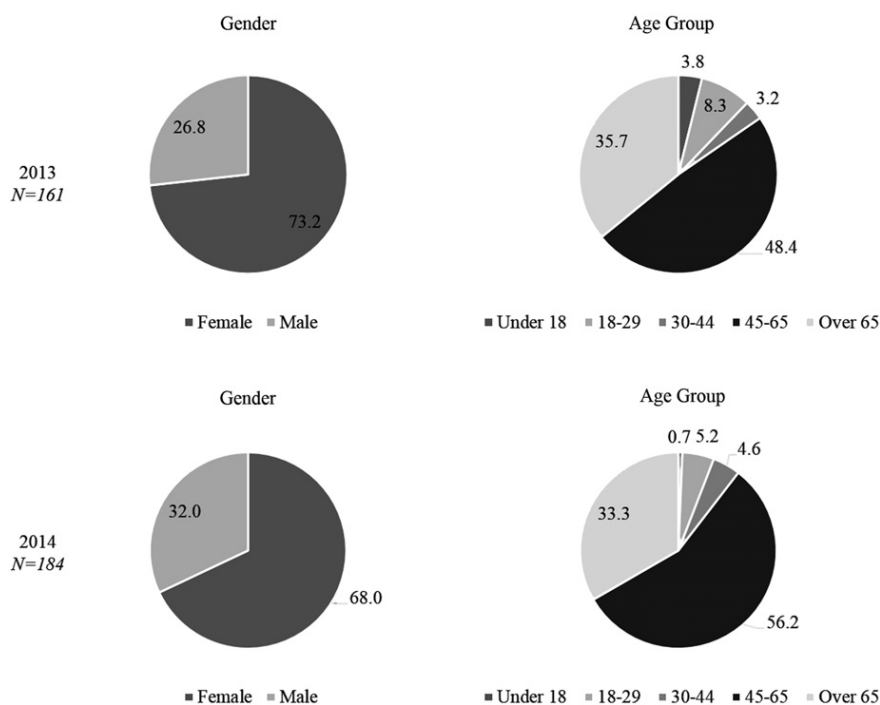 Gender
Age Group
26.8
73.2
3.8
8.3
3.2
35.7
48.4
2013
N=161
Female Male
Under 18 18-29 30-44 45-65 Over 65
Gender
Age Group
32.0
68.0
0.7 5.2
4.6
33.3
56.2
2014
N=184
Female Male
Under 18 18-29 30-44 45-65 Over 65